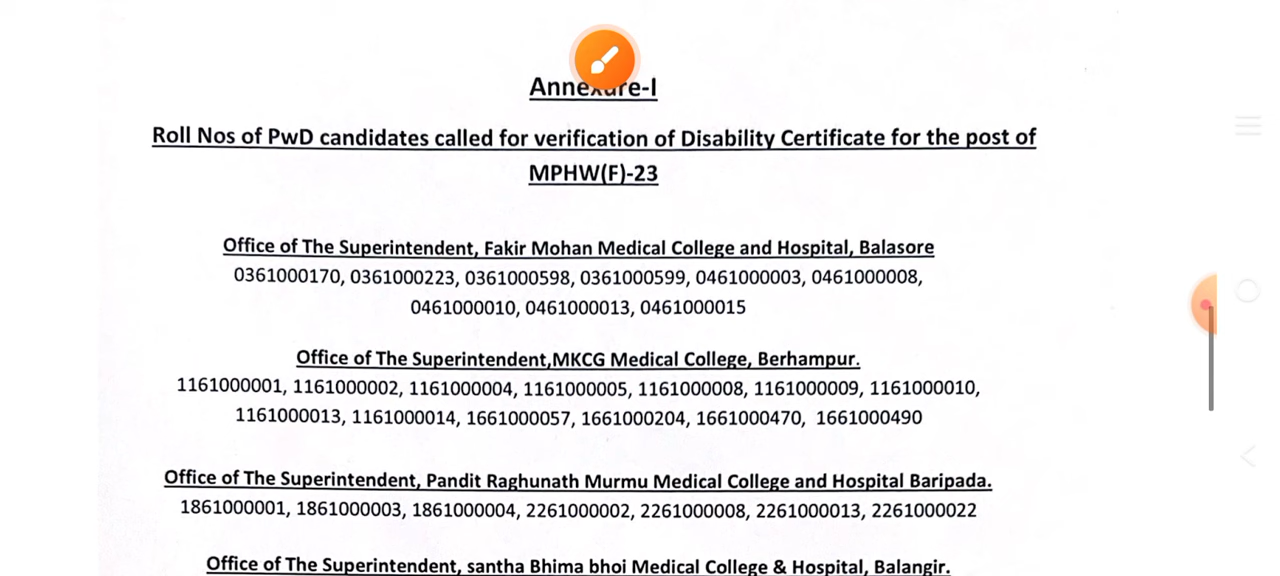 Annexure-I
Roll Nos of PwD candidates called for verification of Disability Certificate for the post of
MPHW(F)-23
Office of The Superintendent, Fakir Mohan Medical College and Hospital, Balasore
0361000170, 0361000223, 0361000598, 0361000599, 0461000003, 0461000008,
0461000010, 0461000013, 0461000015
Office of The Superintendent,MKCG Medical College, Berhampur.
1161000001, 1161000002, 1161000004, 1161000005, 1161000008, 1161000009, 1161000010,
1161000013, 1161000014, 1661000057, 1661000204, 1661000470, 1661000490
Office of The Superintendent, Pandit Raghunath Murmu Medical College and Hospital Baripada.
1861000001, 1861000003, 1861000004, 2261000002, 2261000008, 2261000013, 2261000022
Office of The Superintendent, santha Bhima bhoi Medical College & Hospital, Balangir.